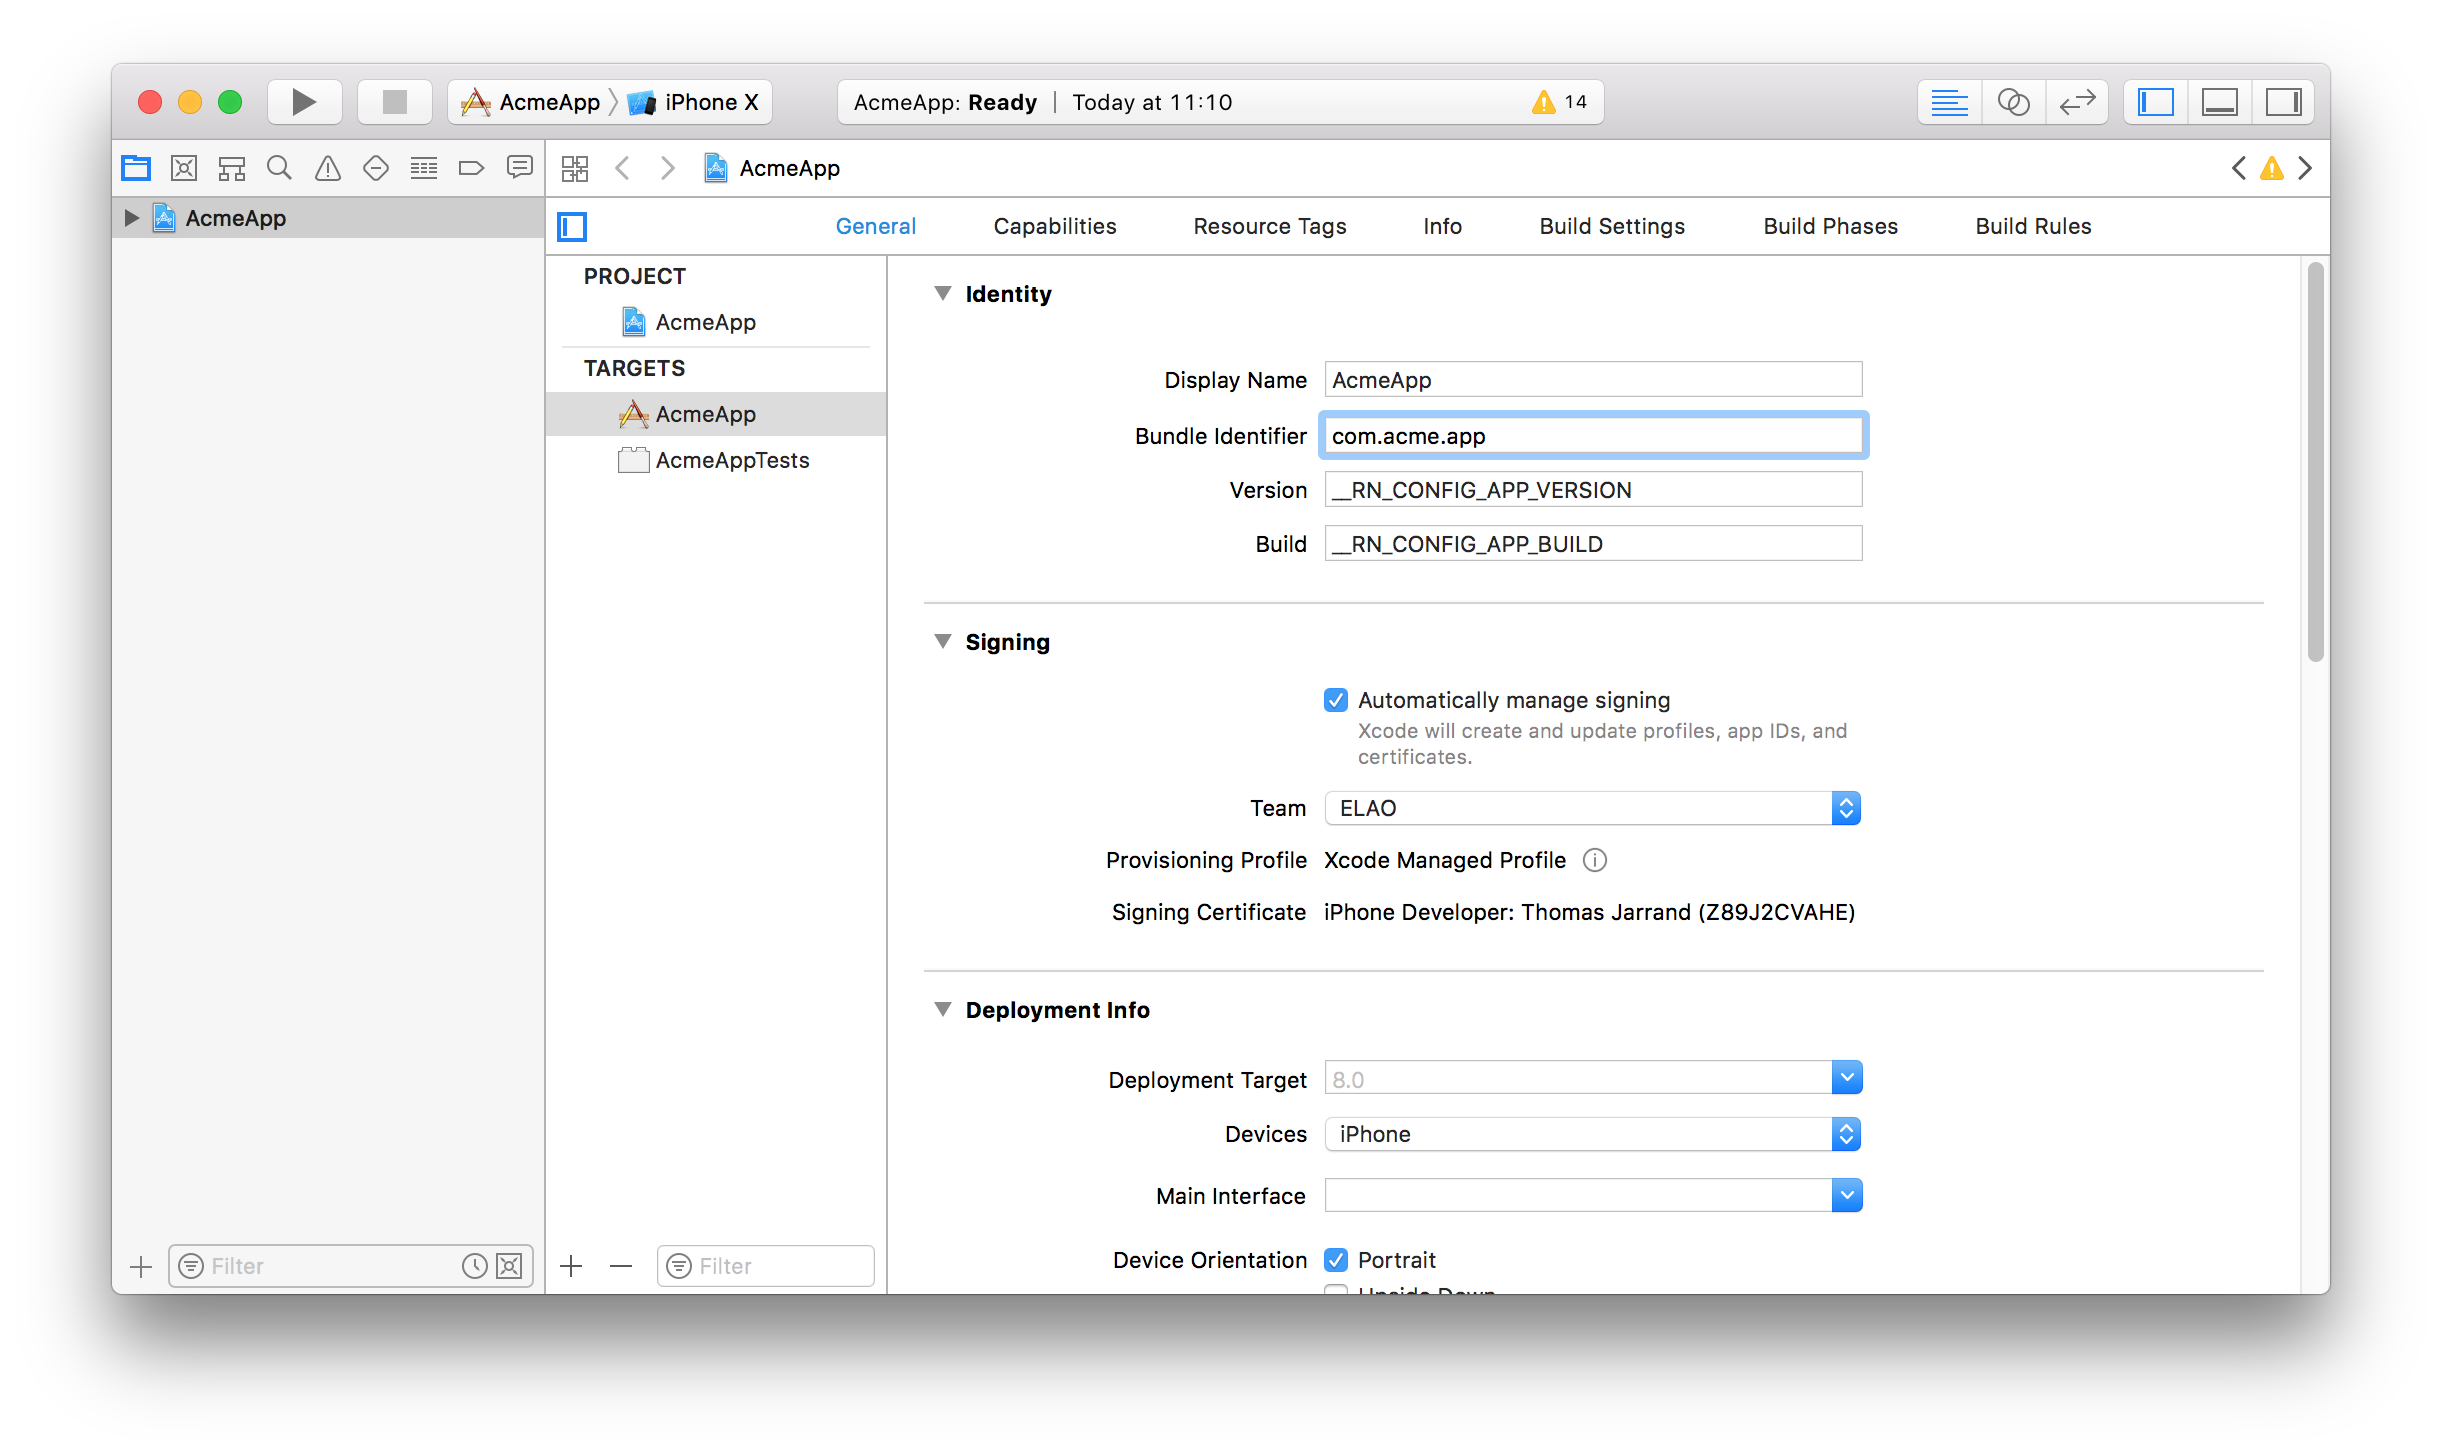 AcmeApp iPhone X
AcmeApp: Ready | Today at 11:10 14
AcmeApp
AcmeApp
General Capabilities Resource Tags Info Build Settings Build Phases Build Rules
PROJECT
AcmeApp
TARGETS
AcmeApp
AcmeAppTests
Identity
Display Name AcmeApp
Bundle Identifier com.acme.app
Version __RN_CONFIG_APP_VERSION
Build __RN_CONFIG_APP_BUILD
Signing
Automatically manage signing
Xcode will create and update profiles, app IDs, and
certificates.
Team ELAO
Provisioning Profile Xcode Managed Profile
Signing Certificate iPhone Developer: Thomas Jarrand (Z89J2CVAHE)
Deployment Info
Deployment Target 8.0
Devices iPhone
Main Interface
Device Orientation Portrait
Upside Down
Filter
Filter